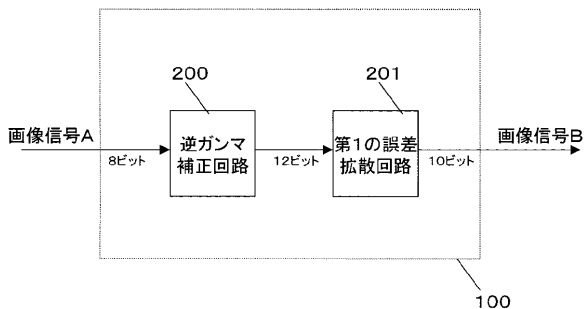 200
201
画像信号A
画像信号B
逆ガンマ
補正回路
第1の誤差
拡散回路
8ビット
12ビット
10ビット
100